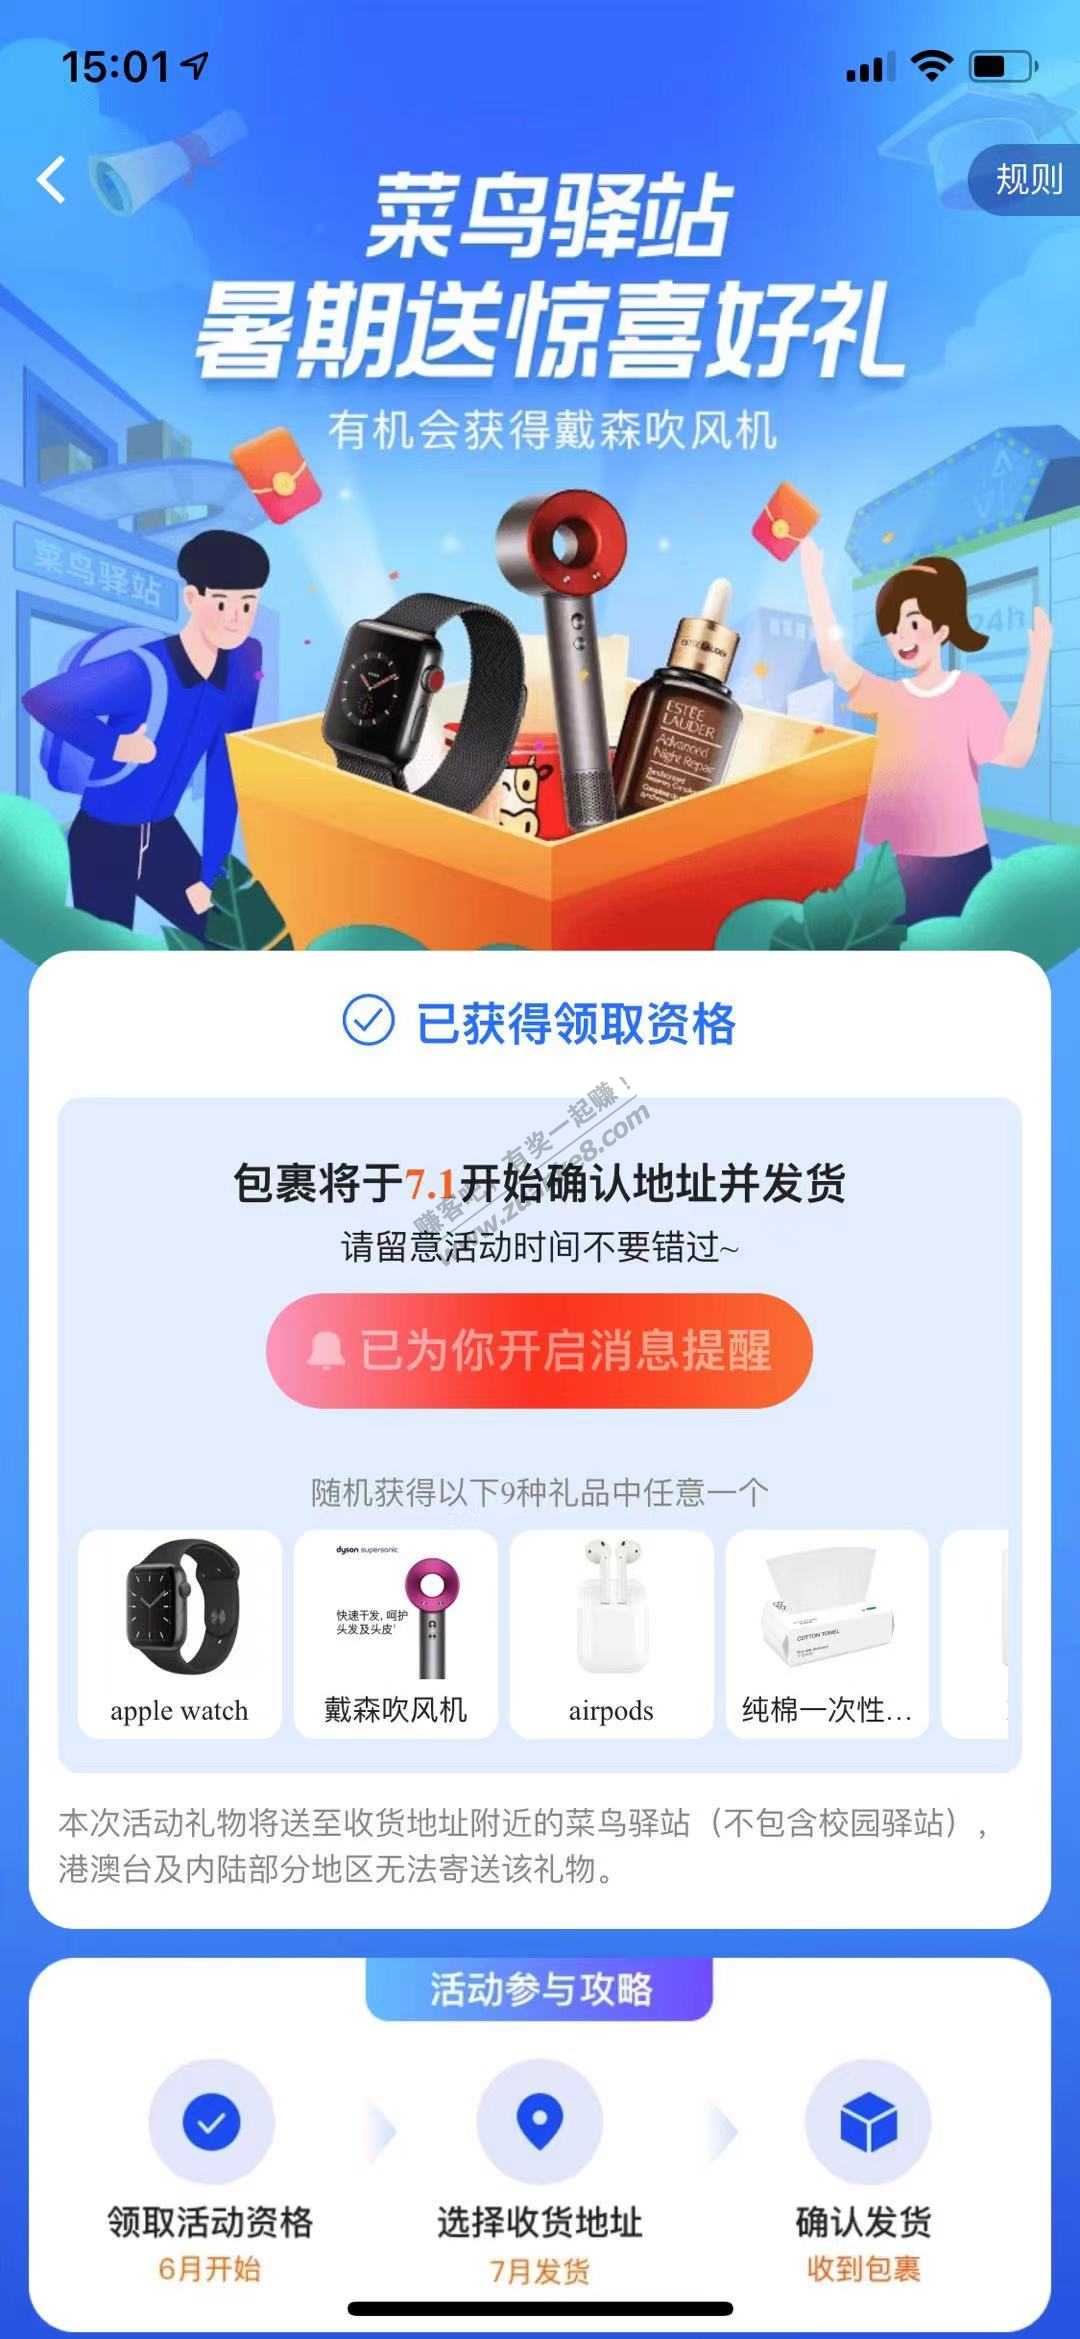 15:01
规则
菜鸟驿站
暑期送惊喜好礼
有机会获得戴森吹风机
菜鸟驿站
24h
ESTĒE
LAUDER
Advanced
Night Repair
已获得领取资格
包裹将于7.1开始确认地址并发货
请留意活动时间不要错过~
赚客吧,有奖一起赚!
www.zuanke8.com
已为你开启消息提醒
随机获得以下9种礼品中任意一个
dyson supersonic
快速干发, 呵护
头发及头皮
COTTON TOWEL
apple watch
戴森吹风机
airpods
纯棉一次性...
本次活动礼物将送至收货地址附近的菜鸟驿站（不包含校园驿站），
港澳台及内陆部分地区无法寄送该礼物。
活动参与攻略
领取活动资格
选择收货地址
确认发货
6月开始
7月发货
收到包裹